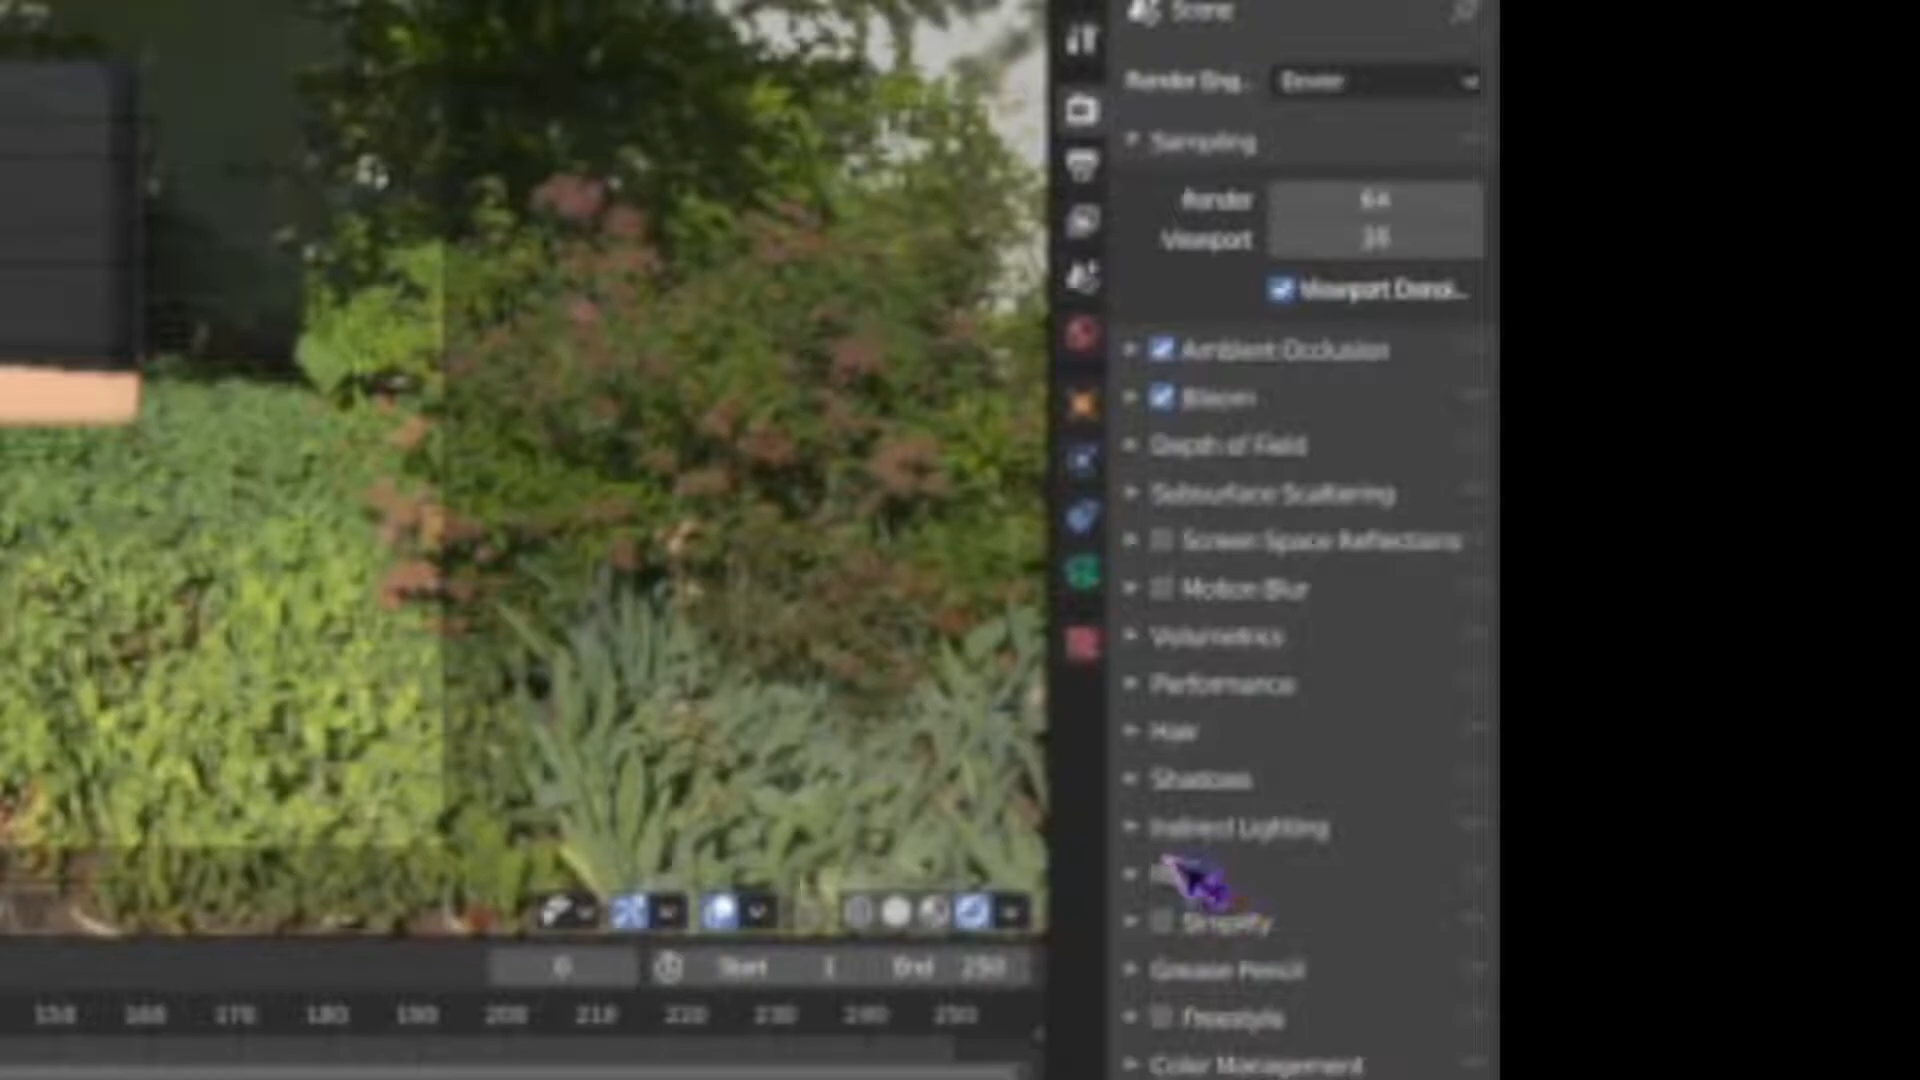 Scene
Render Eng...
Eevee
Sampling
Render
64
Viewport
16
Viewport Denoi...
Ambient Occlusion
Bloom
Depth of Field
Subsurface Scattering
Screen Space Reflections
Motion Blur
Volumetrics
Performance
Hair
Shadows
Indirect Lighting
Simplify
Grease Pencil
Freestyle
Color Management
0
Start 1
End 250
150 160 170 180 190 200 210 220 230 240 250